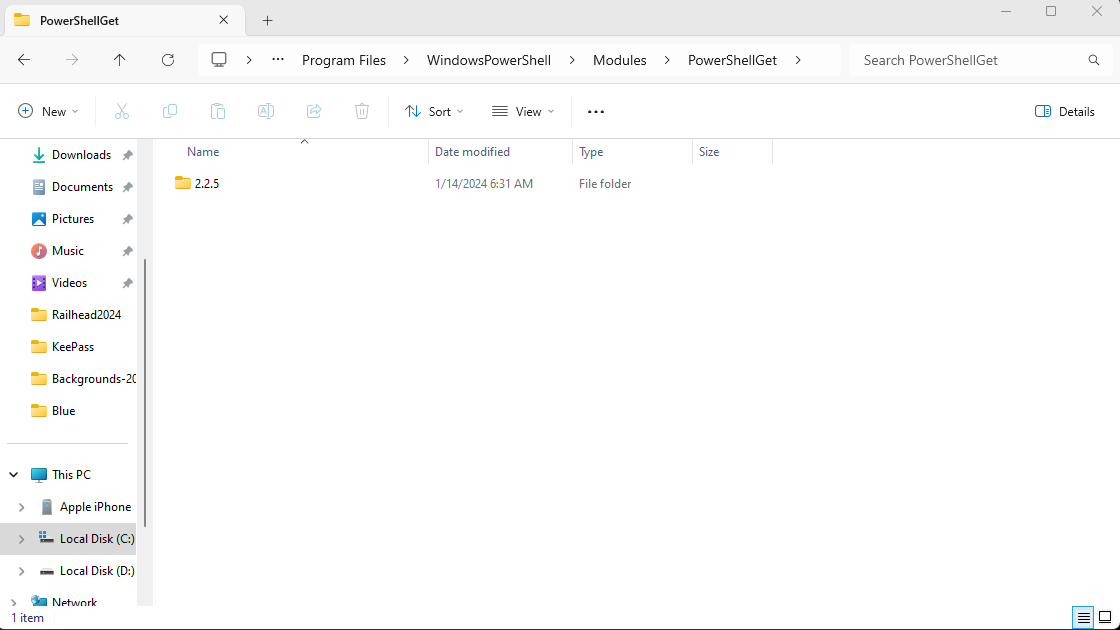 PowerShellGet
Program Files
WindowsPowerShell
Modules
PowerShellGet
Search PowerShellGet
New
Sort
View
Details
Name
Date modified
Type
Size
2.2.5
1/14/2024 6:31 AM
File folder
Downloads
Documents
Pictures
Music
Videos
Railhead2024
KeePass
Backgrounds-20
Blue
This PC
Apple iPhone
Local Disk (C:)
Local Disk (D:)
Network
1 item